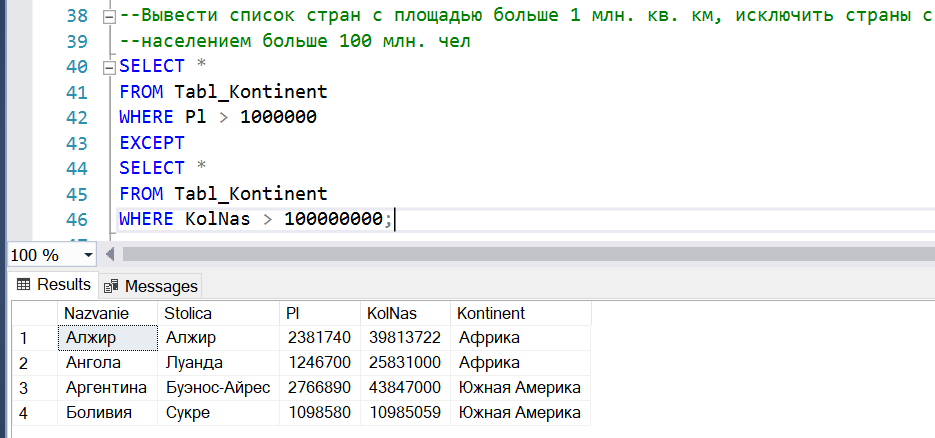 38 --Вывести список стран с площадью больше 1 млн. кв. км, исключить страны с
39 --населением больше 100 млн. чел
40 SELECT *
41 FROM Tabl_Kontinent
42 WHERE Pl > 1000000
43 EXCEPT
44 SELECT *
45 FROM Tabl_Kontinent
46 WHERE KolNas > 100000000;
100 %
Results Messages
Nazvanie Stolica Pl KolNas Kontinent
1 Алжир Алжир 2381740 39813722 Африка
2 Ангола Луанда 1246700 25831000 Африка
3 Аргентина Буэнос-Айрес 2766890 43847000 Южная Америка
4 Боливия Сукре 1098580 10985059 Южная Америка